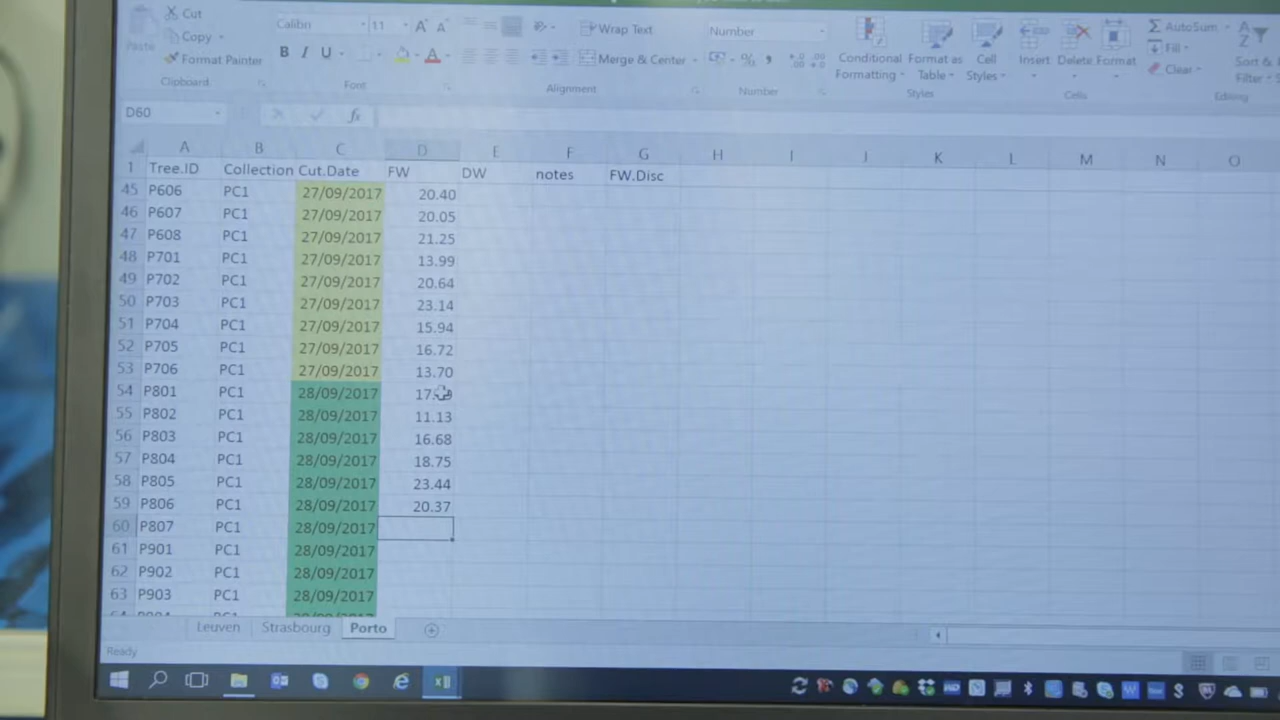 Cut
Calibri 11 A A Wrap Text Number Σ AutoSum
Copy Conditional Format as Cell Insert Delete Format Fill Sort &
Paste Format Painter B I U A Merge & Center % Formatting Table Styles Clear Filter
Clipboard Font Alignment Number Styles Cells Editing
D60 fx
A B C D E F G H I J K L M N O
1 Tree.ID Collection Cut.Date FW DW notes FW.Disc
45 P606 PC1 27/09/2017 20.40
46 P607 PC1 27/09/2017 20.05
47 P608 PC1 27/09/2017 21.25
48 P701 PC1 27/09/2017 13.99
49 P702 PC1 27/09/2017 20.64
50 P703 PC1 27/09/2017 23.14
51 P704 PC1 27/09/2017 15.94
52 P705 PC1 27/09/2017 16.72
53 P706 PC1 27/09/2017 13.70
54 P801 PC1 28/09/2017
55 P802 PC1 28/09/2017 11.13
56 P803 PC1 28/09/2017 16.68
57 P804 PC1 28/09/2017 18.75
58 P805 PC1 28/09/2017 23.44
59 P806 PC1 28/09/2017 20.37
60 P807 PC1 28/09/2017
61 P901 PC1 28/09/2017
62 P902 PC1 28/09/2017
63 P903 PC1 28/09/2017
Leuven Strasbourg Porto
Ready